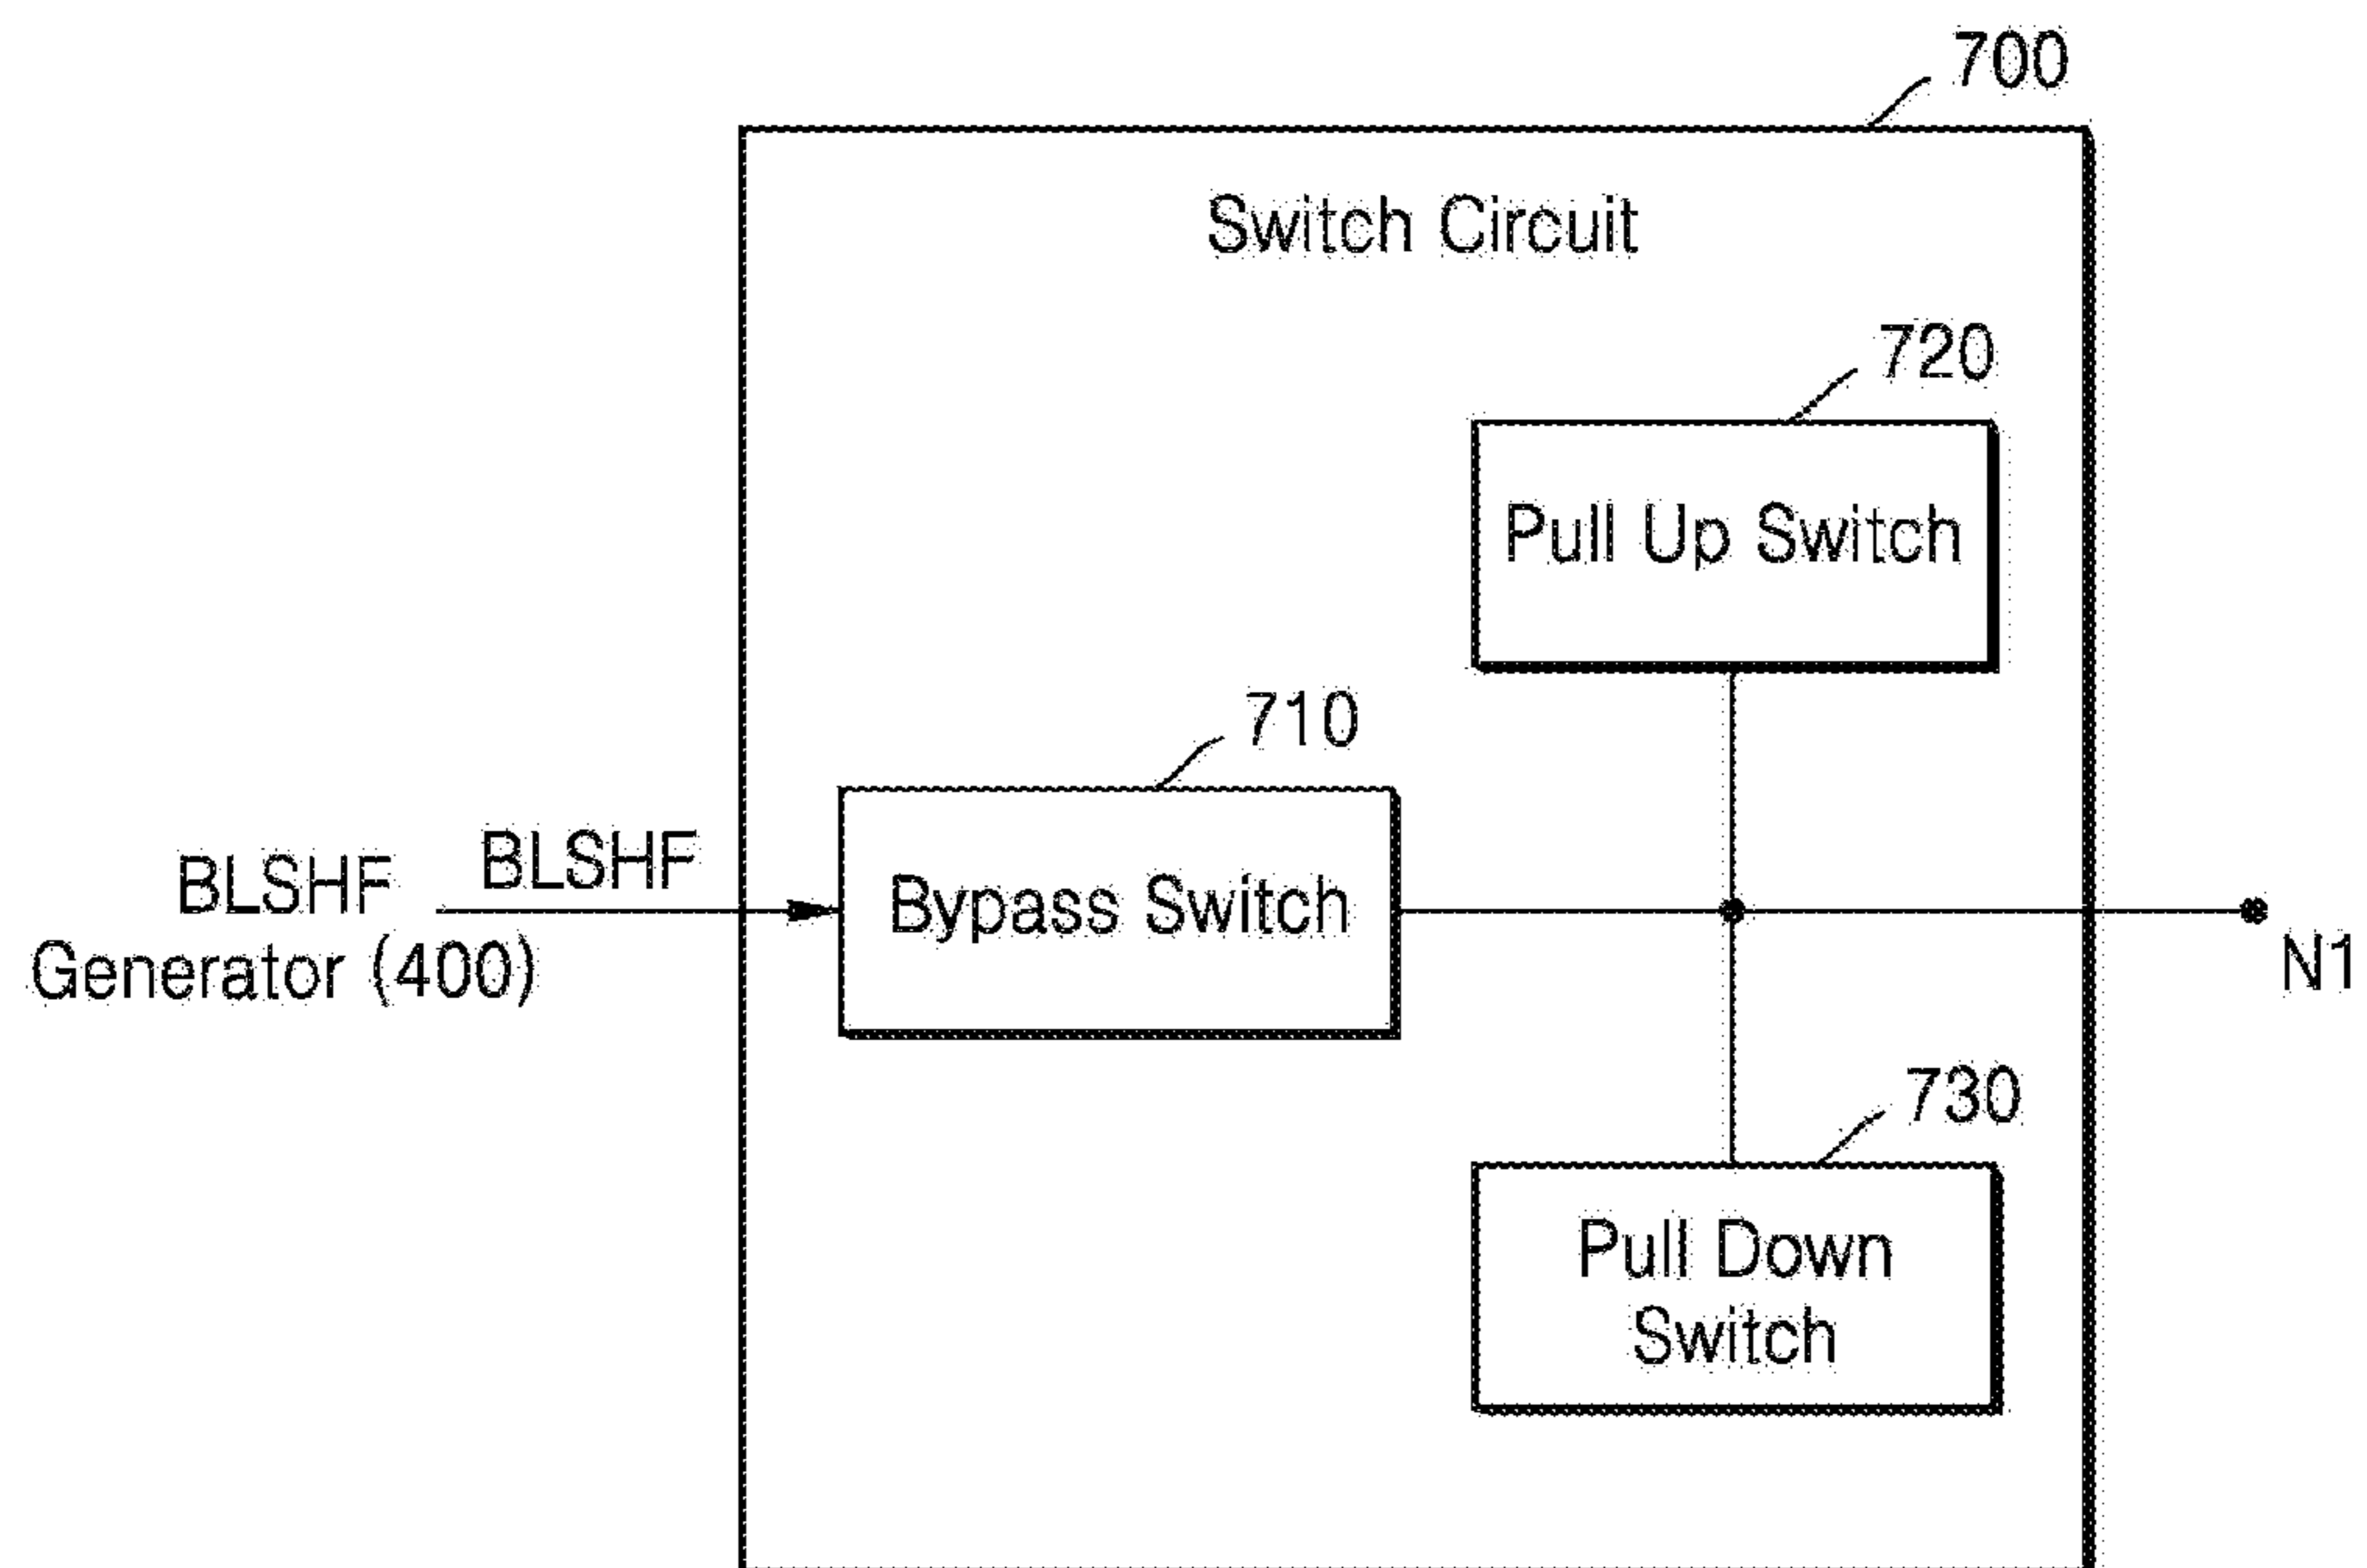 700
Switch Circuit
720
Pull Up Switch
710
BLSHF
BLSHF
Generator (400)
Bypass Switch
N1
730
Pull Down
Switch